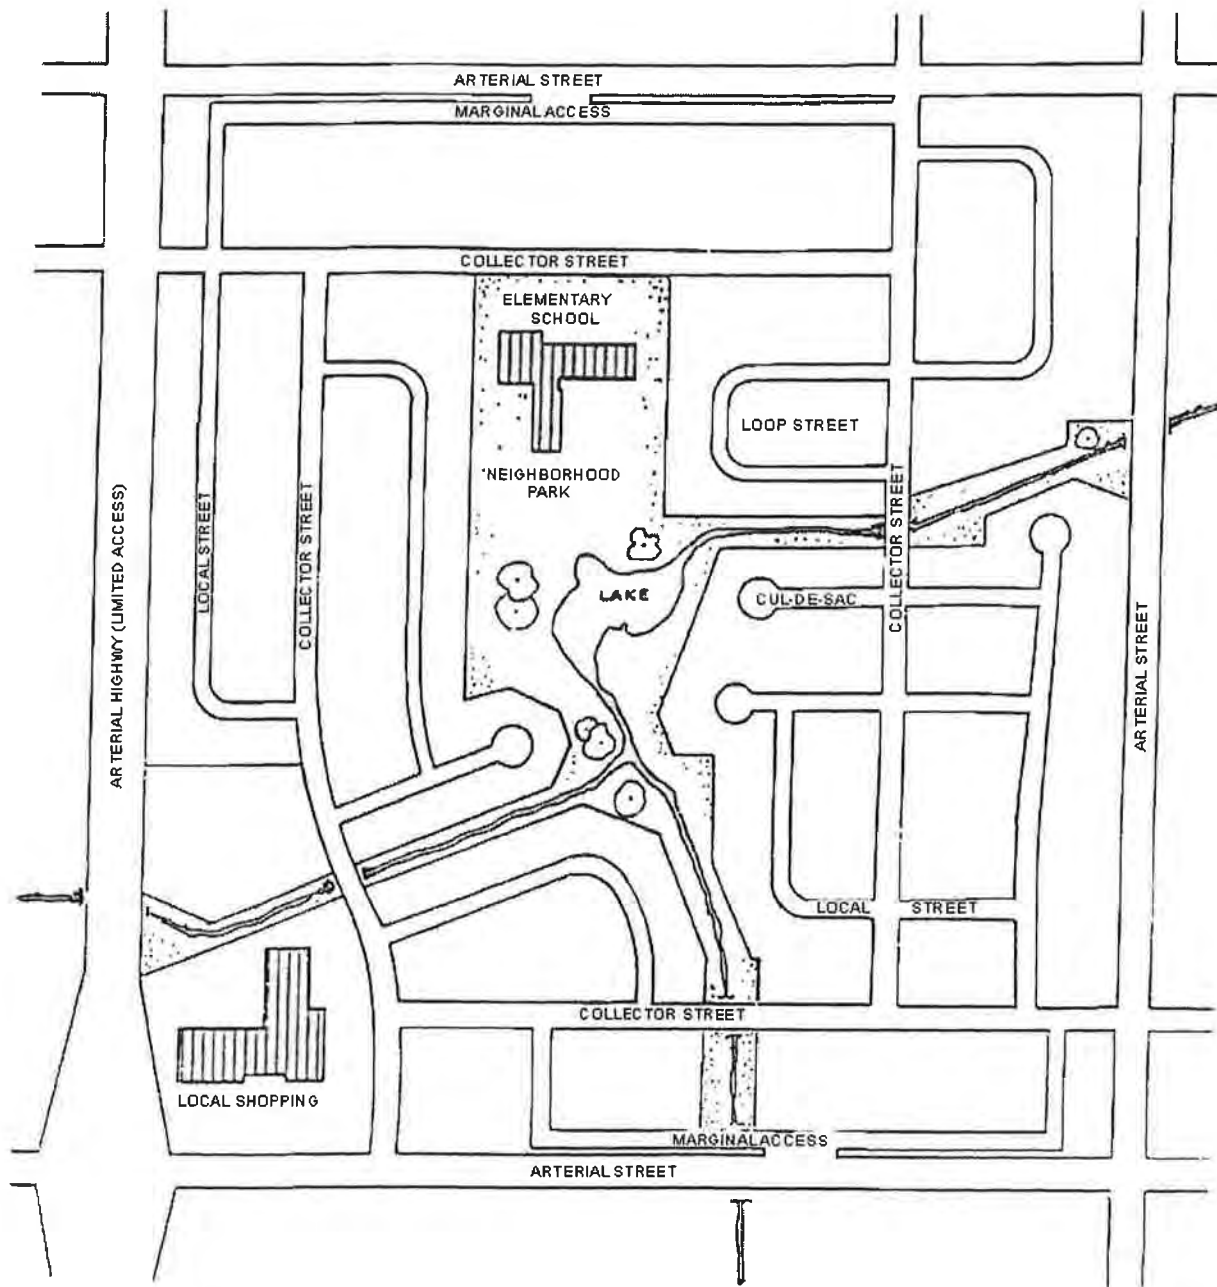 ARTERIAL STREET
MARGINAL ACCESS
COLLECTOR STREET
ELEMENTARY
SCHOOL
LOOP STREET
'NEIGHBORHOOD
PARK
ARTERIAL HIGHWY (LIMITED ACCESS)
LOCAL STREET
COLLECTOR STREET
COLLECTOR STREET
LAKE
CUL-DE-SAC
ARTERIAL STREET
LOCAL STREET
COLLECTOR STREET
LOCAL SHOPPING
MARGINAL ACCESS
ARTERIAL STREET